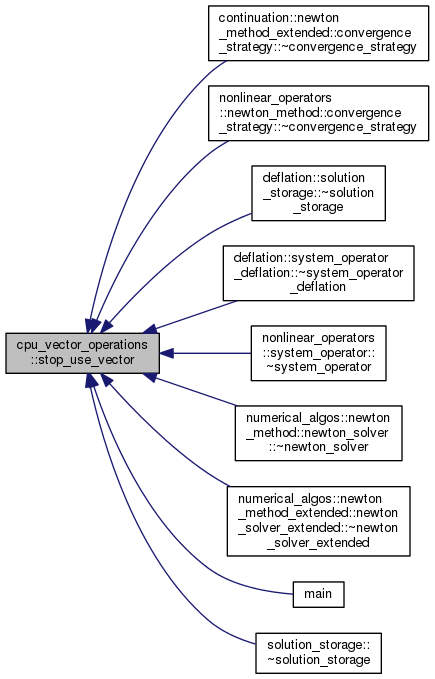 continuation::newton
_method_extended::convergence
_strategy::~convergence_strategy
nonlinear_operators
::newton_method::convergence
_strategy::~convergence_strategy
deflation::solution
_storage::~solution
_storage
deflation::system_operator
_deflation::~system_operator
_deflation
cpu_vector_operations
::stop_use_vector
nonlinear_operators
::system_operator::
~system_operator
numerical_algos::newton
_method::newton_solver
::~newton_solver
numerical_algos::newton
_method_extended::newton
_solver_extended::~newton
_solver_extended
main
solution_storage::
~solution_storage